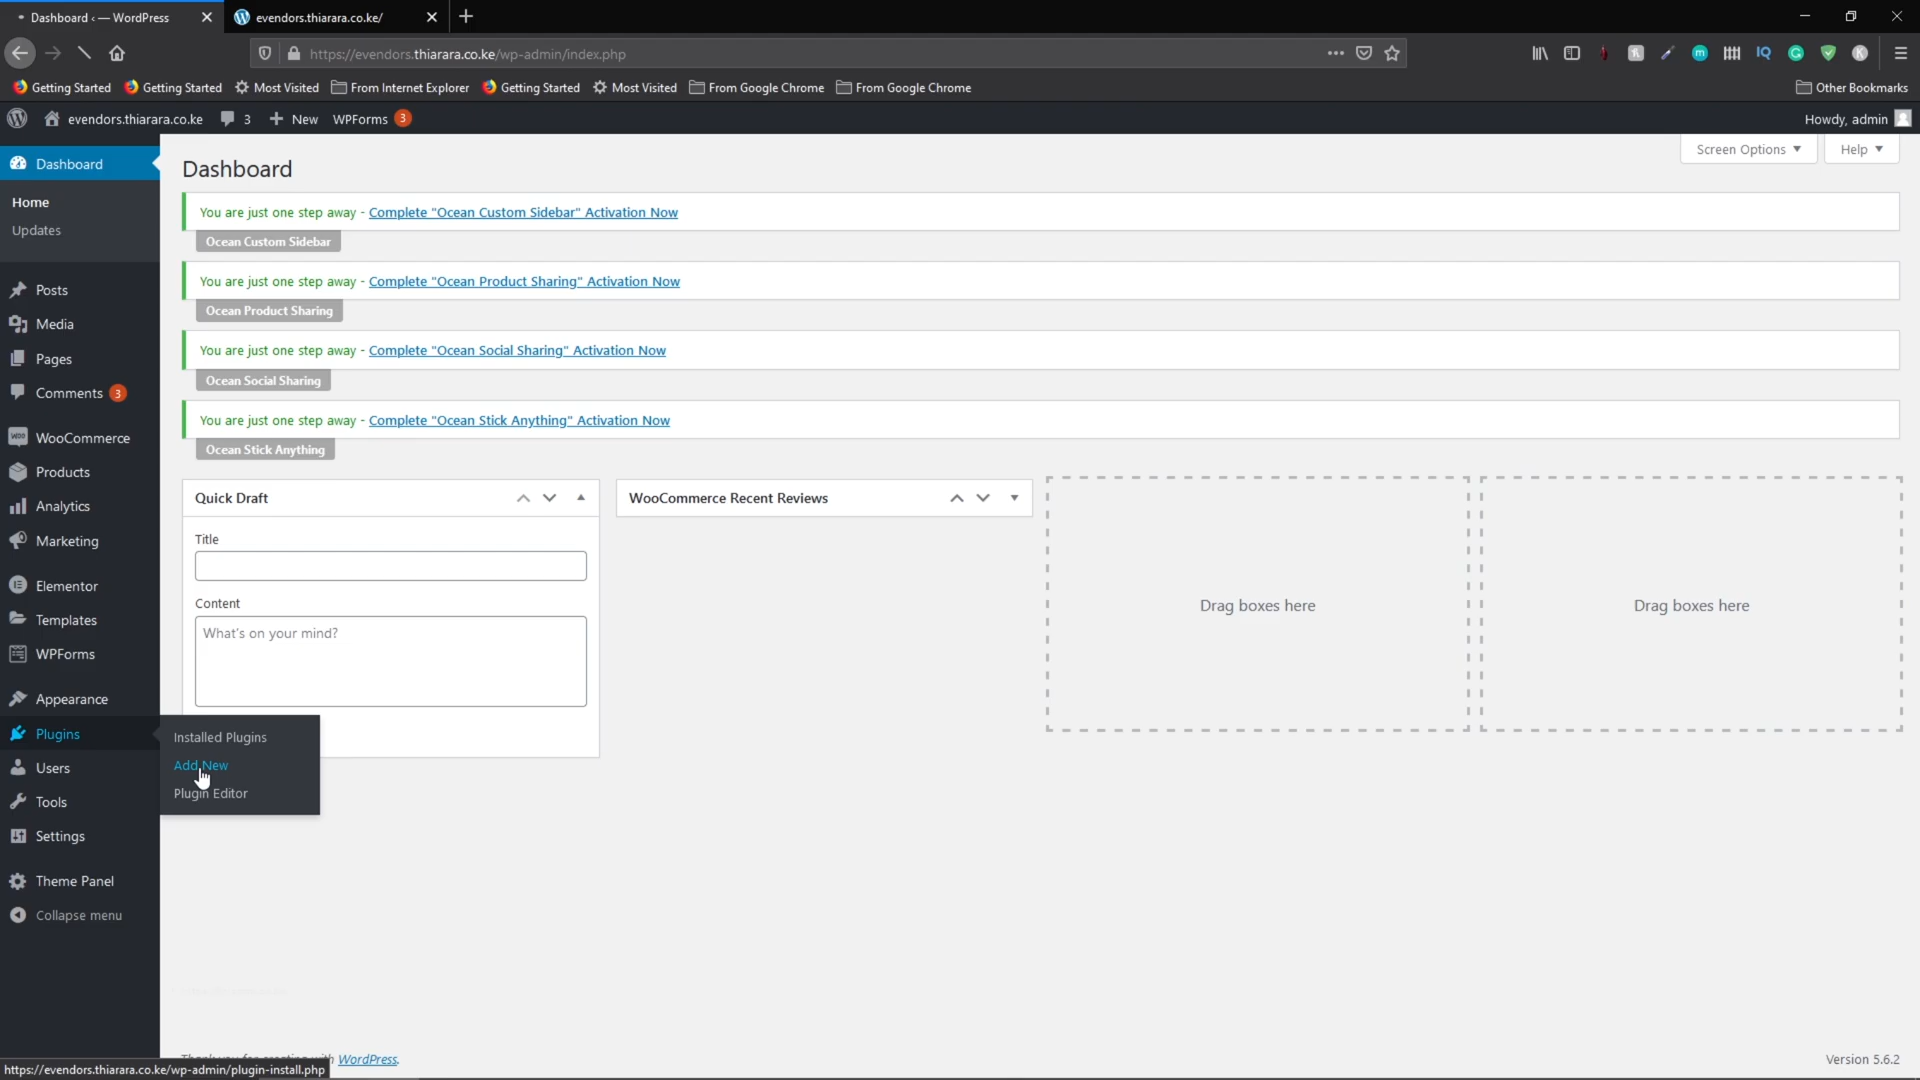 Dashboard ‹ — WordPress
evendors.thiarara.co.ke/
https://evendors.thiarara.co.ke/wp-admin/index.php
Getting Started
Getting Started
Most Visited
From Internet Explorer
Getting Started
Most Visited
From Google Chrome
From Google Chrome
Other Bookmarks
evendors.thiarara.co.ke
3
New
WPForms 3
Howdy, admin
Dashboard
Home
Updates
Posts
Media
Pages
Comments 3
WooCommerce
Products
Analytics
Marketing
Elementor
Templates
WPForms
Appearance
Plugins
Users
Tools
Settings
Theme Panel
Collapse menu
Installed Plugins
Add New
Plugin Editor
Screen Options
Help
Dashboard
You are just one step away - Complete "Ocean Custom Sidebar" Activation Now
Ocean Custom Sidebar
You are just one step away - Complete "Ocean Product Sharing" Activation Now
Ocean Product Sharing
You are just one step away - Complete "Ocean Social Sharing" Activation Now
Ocean Social Sharing
You are just one step away - Complete "Ocean Stick Anything" Activation Now
Ocean Stick Anything
Quick Draft
Title
Content
What's on your mind?
WooCommerce Recent Reviews
Drag boxes here
Drag boxes here
Thank you for creating with WordPress.
Version 5.6.2
https://evendors.thiarara.co.ke/wp-admin/plugin-install.php